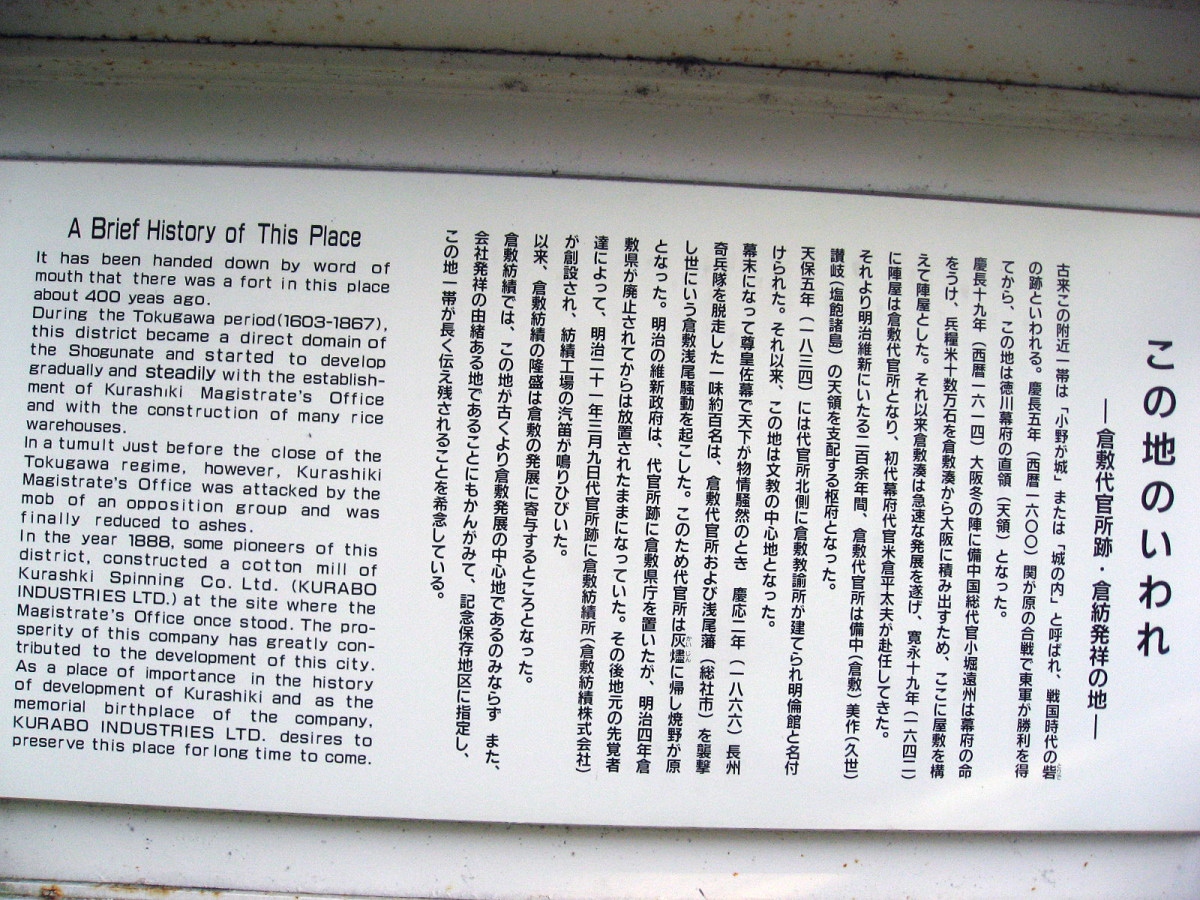 この地のいわれ
―倉敷代官所跡・倉紡発祥の地―
古来この附近一帯は「小野が城」または「城の内」と呼ばれ、戦国時代の砦
とりで
の跡といわれる。慶長五年（西暦一六〇〇）関が原の合戦で東軍が勝利を得
てから、この地は徳川幕府の直領（天領）となった。
慶長十九年（西暦一六一四）大阪冬の陣に備中国総代官小堀遠州は幕府の命
をうけ、兵糧米十数万石を倉敷湊から大阪に積み出すため、ここに屋敷を構
えて陣屋とした。それ以来倉敷湊は急速な発展を遂げ、寛永十九年（一六四二）
に陣屋は倉敷代官所となり、初代幕府代官米倉平太夫が赴任してきた。
それより明治維新にいたる二百余年間、倉敷代官所は備中（倉敷）美作（久世）
讃岐（塩飽諸島）の天領を支配する枢府となった。
天保五年（一八三四）には代官所北側に倉敷教諭所が建てられ明倫館と名付
けられた。それ以来、この地は文教の中心地となった。
幕末になって尊皇佐幕で天下が物情騒然のとき　慶応二年（一八六六）長州
奇兵隊を脱走した一味約百名は、倉敷代官所および浅尾藩（総社市）を襲撃
し世にいう倉敷浅尾騒動を起こした。このため代官所は灰燼に帰し焼野が原
かいじん
となった。明治の維新政府は、代官所跡に倉敷県庁を置いたが、明治四年倉
敷県が廃止されてからは放置されたままになっていた。その後地元の先覚者
達によって、明治二十一年三月九日代官所跡に倉敷紡績所（倉敷紡績株式会社）
が創設され、紡績工場の汽笛が鳴りひびいた。
以来、倉敷紡績の隆盛は倉敷の発展に寄与するところとなった。
倉敷紡績では、この地が古くより倉敷発展の中心地であるのみならず　また、
会社発祥の由緒ある地であることにもかんがみて、記念保存地区に指定し、
この地一帯が長く伝え残されることを希念している。
A Brief History of This Place
It has been handed down by word of
mouth that there was a fort in this place
about 400 yeas ago.
During the Tokugawa period(1603-1867),
this district became a direct domain of
the Shogunate and started to develop
gradually and steadily with the establish-
ment of Kurashiki Magistrate's Office
and with the construction of many rice
warehouses.
In a tumult Just before the close of the
Tokugawa regime, however, Kurashiki
Magistrate's Office was attacked by the
mob of an opposition group and was
finally reduced to ashes.
In the year 1888, some pioneers of this
district, constructed a cotton mill of
Kurashki Spinning Co. Ltd. (KURABO
INDUSTRIES LTD.) at the site where the
Magistrate's Office once stood. The pro-
sperity of this company has greatly con-
tributed to the development of this city.
As a place of importance in the history
of development of Kurashiki and as the
memorial birthplace of the company,
KURABO INDUSTRIES LTD. desires to
preserve this place for long time to come.